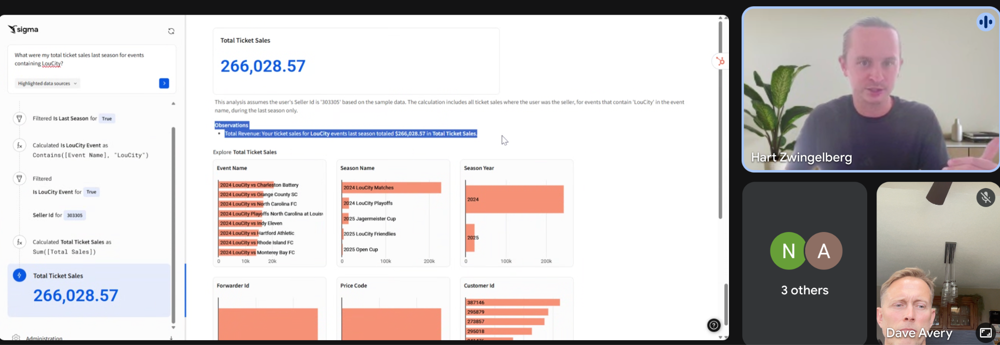 sigma
What were my total ticket sales last season for events
containing LouCity?
Highlighted data sources
Filtered Is Last Season for True
Calculated Is LouCity Event as
Contains([Event Name], "LouCity")
Filtered
Is LouCity Event for True
Seller Id for 303305
Calculated Total Ticket Sales as
Sum([Total Sales])
Total Ticket Sales
266,028.57
Administration
Total Ticket Sales
266,028.57
This analysis assumes the user's Seller Id is '303305' based on the sample data. The calculation includes all ticket sales where the user was the seller, for events that contain 'LouCity' in the event
name, during the last season only.
Observations
• Total Revenue: Your ticket sales for LouCity events last season totaled $266,028.57 in Total Ticket Sales.
Explore Total Ticket Sales
Event Name
2024 LouCity vs Charleston Battery
2024 LouCity vs Orange County SC
2024 LouCity vs North Carolina FC
2024 LouCity Playoffs North Carolina at Louisv
2024 LouCity vs Indy Eleven
2024 LouCity vs Hartford Athletic
2024 LouCity vs Rhode Island FC
2024 LouCity vs Monterey Bay FC
0 10k 20k
Season Name
2024 LouCity Matches
2024 LouCity Playoffs
2025 Jagermeister Cup
2025 LouCity Friendlies
2025 Open Cup
0 100k 200k
Season Year
2024
2025
0 100k 200k
Forwarder Id
Price Code
Customer Id
387146
295879
273857
295018
Hart Zwingelberg
N A
3 others
Dave Avery